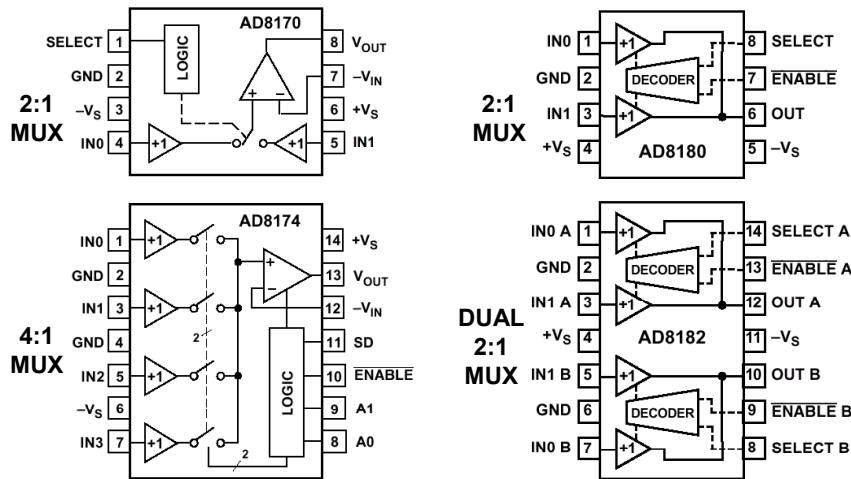 AD8170
SELECT 1
LOGIC
8 VOUT
GND 2
7 –VIN
2:1
MUX
–VS 3
+ –
6 +VS
IN0 4
+1
+1
5 IN1
AD8180
IN0 1
+1
8 SELECT
GND 2
DECODER
7 ENABLE
2:1
MUX
IN1 3
+1
6 OUT
+VS 4
5 –VS
AD8174
IN0 1
+1
14 +VS
GND 2
+
–
13 VOUT
IN1 3
+1
12 –VIN
4:1
MUX
GND 4
2
11 SD
IN2 5
+1
LOGIC
10 ENABLE
–VS 6
9 A1
IN3 7
+1
2
8 A0
IN0 A 1
+1
14 SELECT A
GND 2
DECODER
13 ENABLE A
IN1 A 3
+1
12 OUT A
DUAL
2:1
MUX
+VS 4
AD8182
11 –VS
IN1 B 5
+1
10 OUT B
GND 6
DECODER
9 ENABLE B
IN0 B 7
+1
8 SELECT B